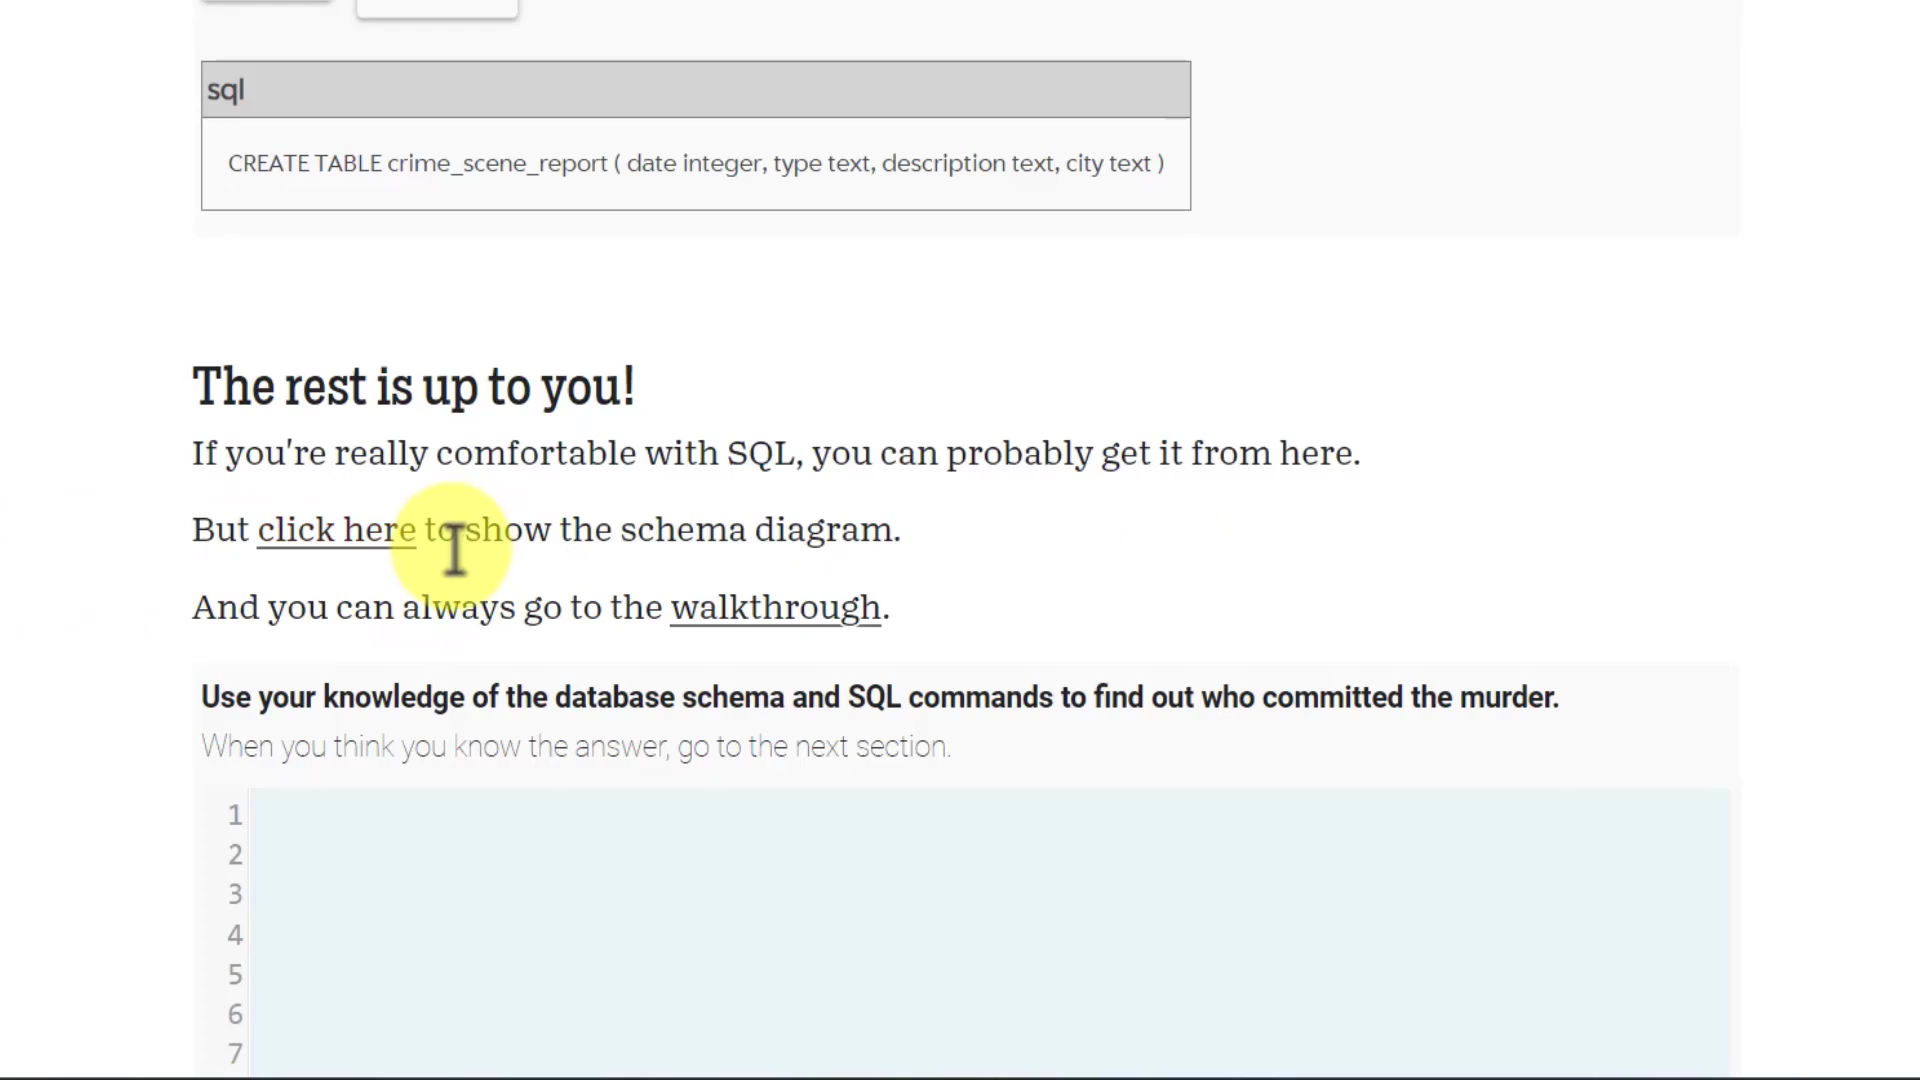 sql
CREATE TABLE crime_scene_report ( date integer, type text, description text, city text )
The rest is up to you!
If you're really comfortable with SQL, you can probably get it from here.
But click here to show the schema diagram.
And you can always go to the walkthrough.
Use your knowledge of the database schema and SQL commands to find out who committed the murder.
When you think you know the answer, go to the next section.
1
2
3
4
5
6
7